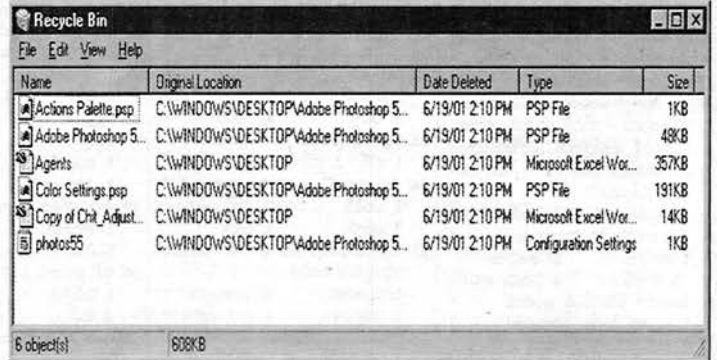 Recycle Bin
File Edit View Help
Name Original Location Date Deleted Type Size
Actions Palette.psp C:\WINDOWS\DESKTOP\Adobe Photoshop 5... 6/19/01 2:10 PM PSP File 1KB
Adobe Photoshop 5... C:\WINDOWS\DESKTOP\Adobe Photoshop 5... 6/19/01 2:10 PM PSP File 48KB
Agents C:\WINDOWS\DESKTOP 6/19/01 2:10 PM Microsoft Excel Wor... 357KB
Color Settings.psp C:\WINDOWS\DESKTOP\Adobe Photoshop 5... 6/19/01 2:10 PM PSP File 191KB
Copy of Chit_Adjust... C:\WINDOWS\DESKTOP 6/19/01 2:10 PM Microsoft Excel Wor... 14KB
photos55 C:\WINDOWS\DESKTOP\Adobe Photoshop 5... 6/19/01 2:10 PM Configuration Settings 1KB
6 object(s) 608KB